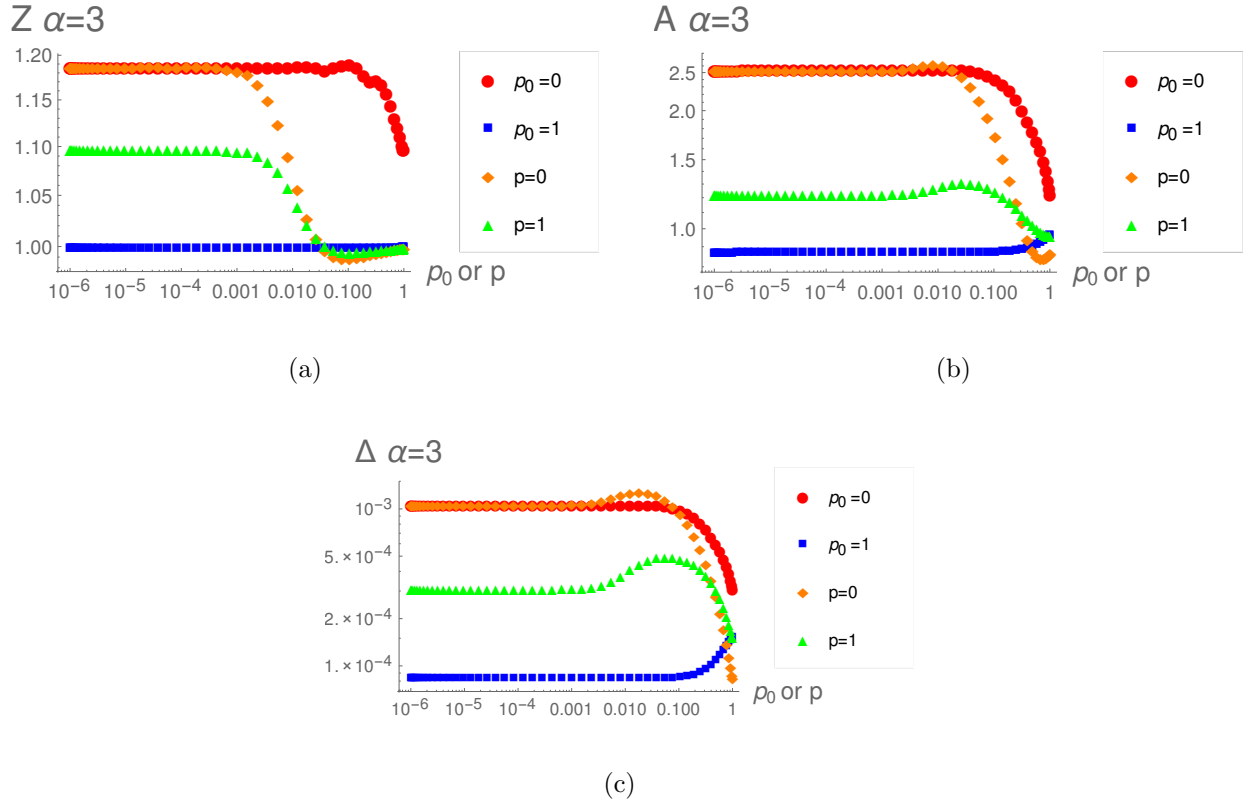 Z α=3
1.20
1.15
1.10
1.05
1.00
10⁻⁶ 10⁻⁵ 10⁻⁴ 0.001 0.010 0.100 1
p₀ or p
p₀ =0
p₀ =1
p=0
p=1
(a)
A α=3
2.5
2.0
1.5
1.0
10⁻⁶ 10⁻⁵ 10⁻⁴ 0.001 0.010 0.100 1
p₀ or p
p₀ =0
p₀ =1
p=0
p=1
(b)
Δ α=3
10⁻³
5.×10⁻⁴
2.×10⁻⁴
1.×10⁻⁴
10⁻⁶ 10⁻⁵ 10⁻⁴ 0.001 0.010 0.100 1
p₀ or p
p₀ =0
p₀ =1
p=0
p=1
(c)